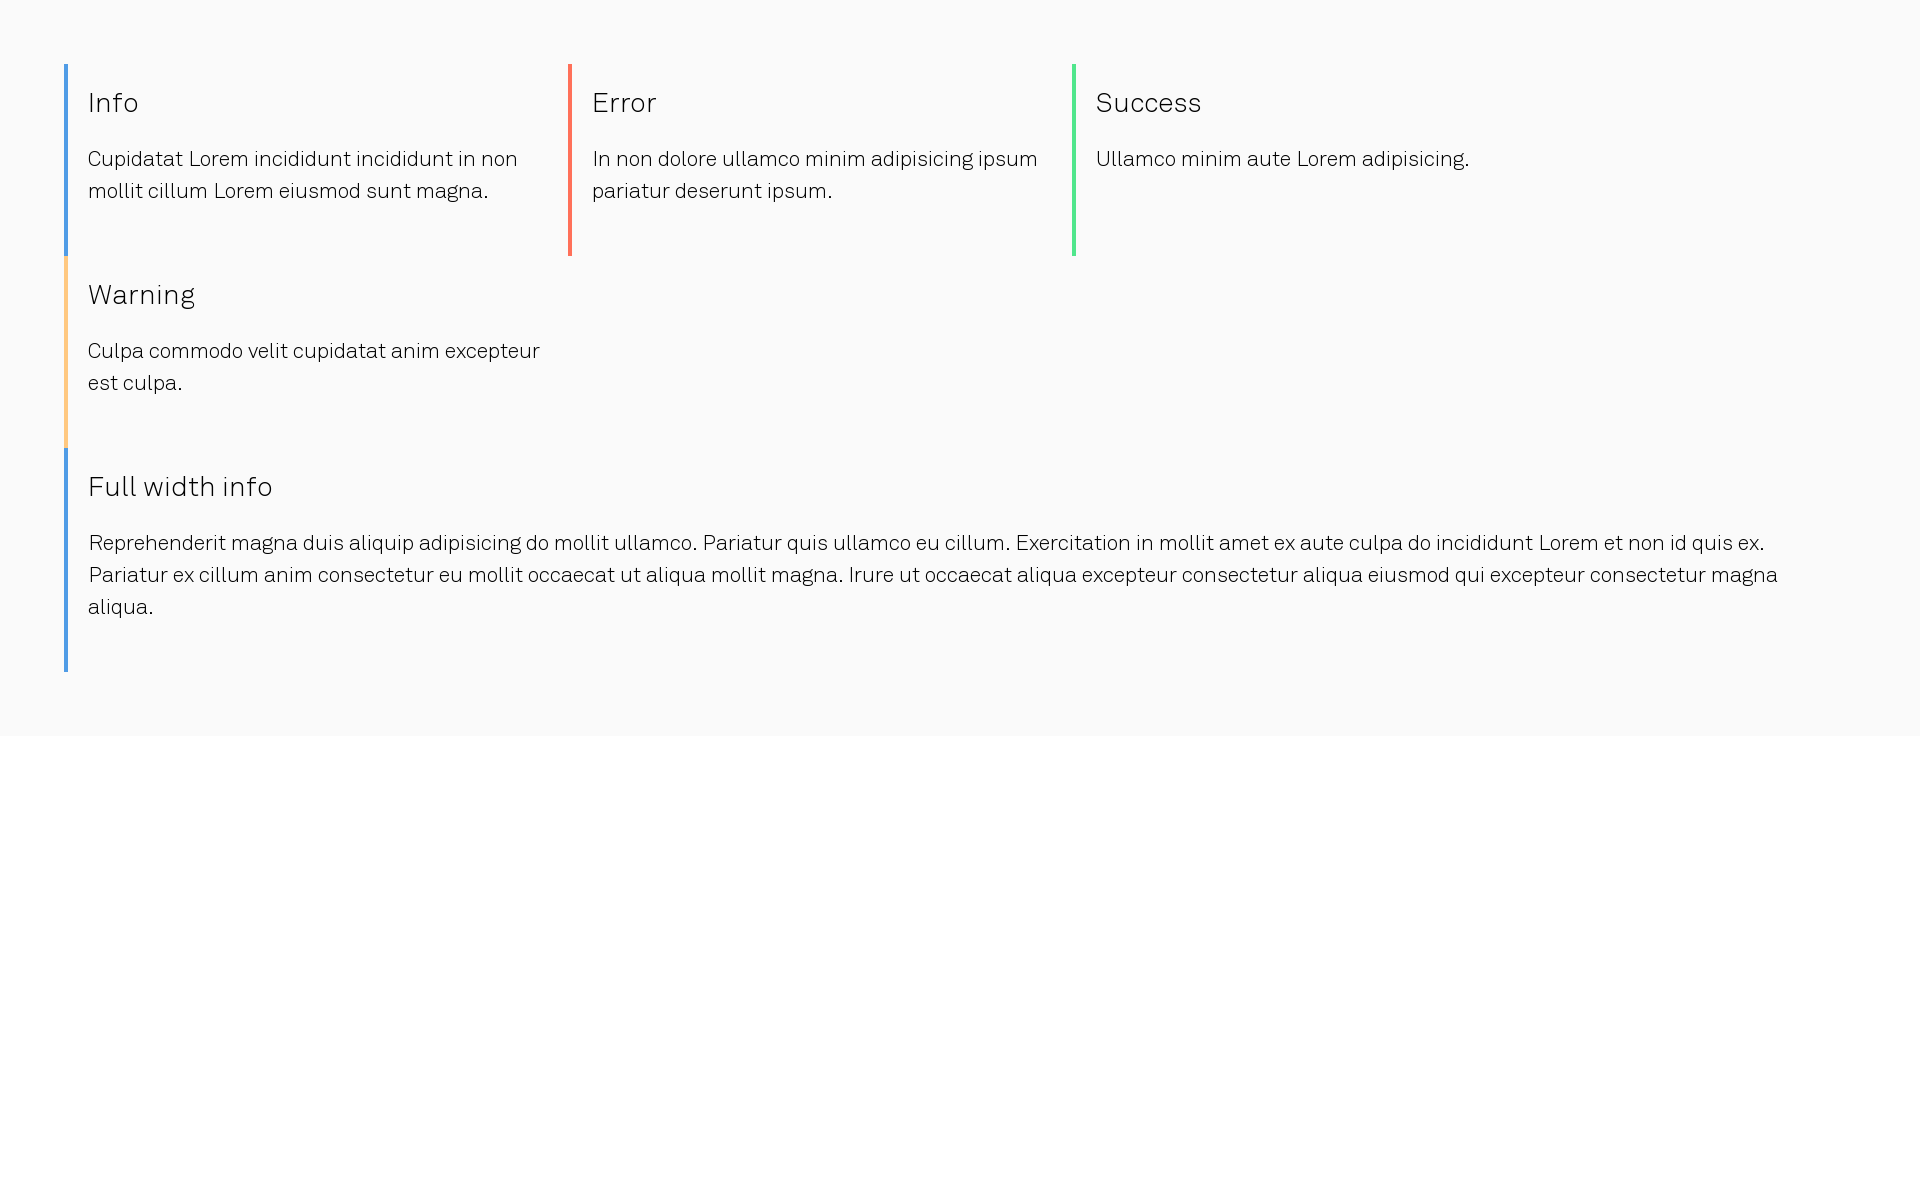 Info
Cupidatat Lorem incididunt incididunt in non
mollit cillum Lorem eiusmod sunt magna.
Error
In non dolore ullamco minim adipisicing ipsum
pariatur deserunt ipsum.
Success
Ullamco minim aute Lorem adipisicing.
Warning
Culpa commodo velit cupidatat anim excepteur
est culpa.
Full width info
Reprehenderit magna duis aliquip adipisicing do mollit ullamco. Pariatur quis ullamco eu cillum. Exercitation in mollit amet ex aute culpa do incididunt Lorem et non id quis ex.
Pariatur ex cillum anim consectetur eu mollit occaecat ut aliqua mollit magna. Irure ut occaecat aliqua excepteur consectetur aliqua eiusmod qui excepteur consectetur magna
aliqua.